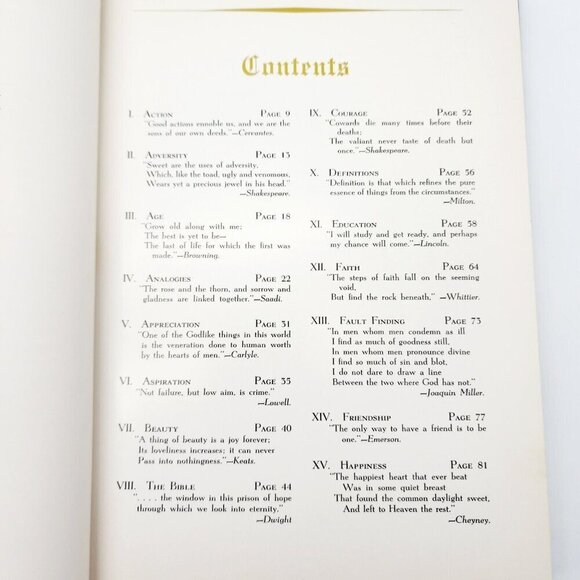 Contents
I. Action Page 9
"Good actions ennoble us, and we are the
sons of our own deeds."—Cervantes.
II. Adversity Page 13
"Sweet are the uses of adversity,
Which, like the toad, ugly and venomous,
Wears yet a precious jewel in his head."
—Shakespeare.
III. Age Page 18
"Grow old along with me;
The best is yet to be—
The last of life for which the first was
made."—Browning.
IV. Analogies Page 22
"The rose and the thorn, and sorrow and
gladness are linked together."—Saadi.
V. Appreciation Page 31
"One of the Godlike things in this world
is the veneration done to human worth
by the hearts of men."—Carlyle.
VI. Aspiration Page 35
"Not failure, but low aim, is crime."
—Lowell.
VII. Beauty Page 40
"A thing of beauty is a joy forever;
Its loveliness increases; it can never
Pass into nothingness."—Keats.
VIII. The Bible Page 44
". . . . the window in this prison of hope
through which we look into eternity."
—Dwight
IX. Courage Page 52
"Cowards die many times before their
deaths;
The valiant never taste of death but
once."—Shakespeare.
X. Definitions Page 56
"Definition is that which refines the pure
essence of things from the circumstances."
—Milton.
XI. Education Page 58
"I will study and get ready, and perhaps
my chance will come."—Lincoln.
XII. Faith Page 64
"The steps of faith fall on the seeming
void,
But find the rock beneath,"—Whittier.
XIII. Fault Finding Page 73
"In men whom men condemn as ill
I find as much of goodness still,
In men whom men pronounce divine
I find so much of sin and blot,
I do not dare to draw a line
Between the two where God has not."
—Joaquin Miller.
XIV. Friendship Page 77
"The only way to have a friend is to be
one."—Emerson.
XV. Happiness Page 81
"The happiest heart that ever beat
Was in some quiet breast
That found the common daylight sweet,
And left to Heaven the rest."
—Cheyney.